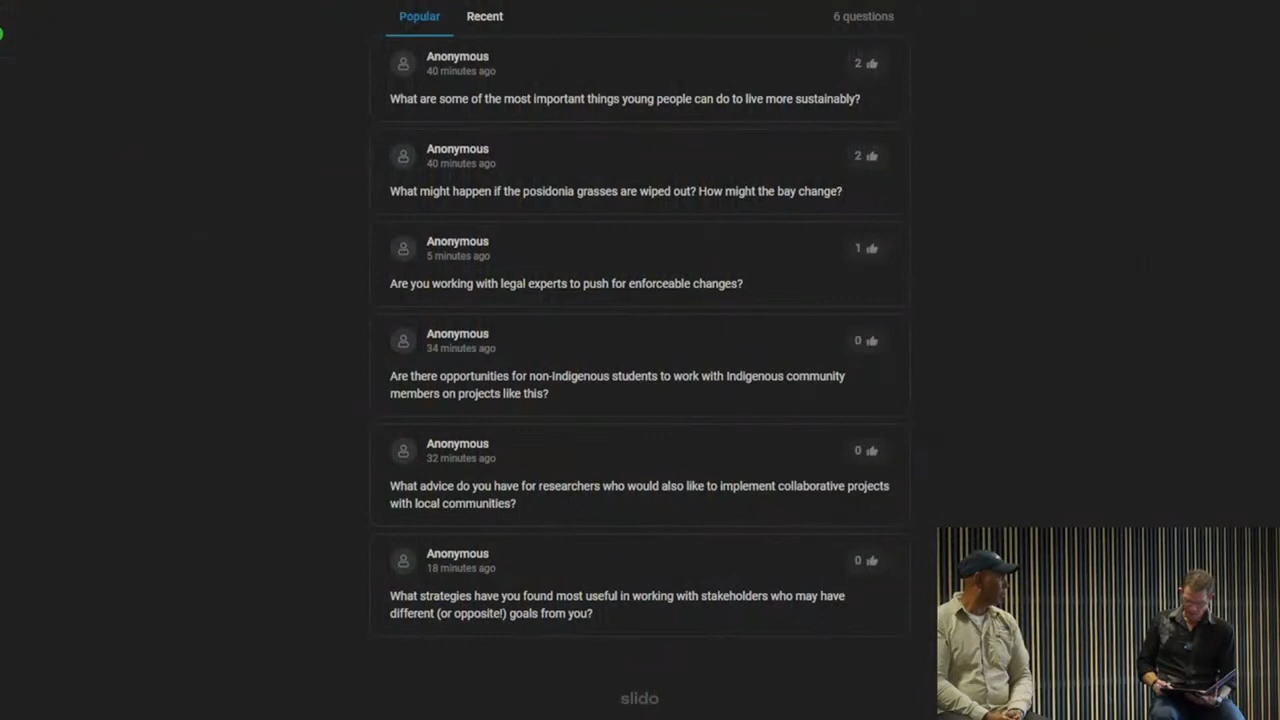 Popular Recent 6 questions
Anonymous
40 minutes ago
2
What are some of the most important things young people can do to live more sustainably?
Anonymous
40 minutes ago
2
What might happen if the posidonia grasses are wiped out? How might the bay change?
Anonymous
5 minutes ago
1
Are you working with legal experts to push for enforceable changes?
Anonymous
34 minutes ago
0
Are there opportunities for non-Indigenous students to work with Indigenous community
members on projects like this?
Anonymous
32 minutes ago
0
What advice do you have for researchers who would also like to implement collaborative projects
with local communities?
Anonymous
18 minutes ago
0
What strategies have you found most useful in working with stakeholders who may have
different (or opposite!) goals from you?
slido